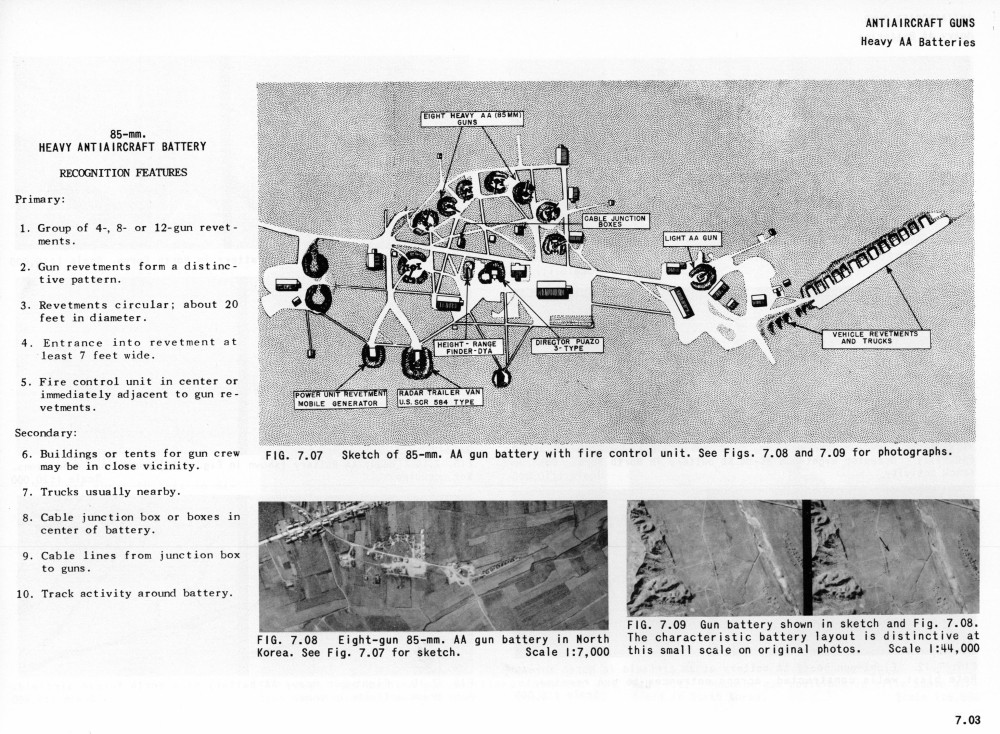 ANTIAIRCRAFT GUNS
Heavy AA Batteries
85-mm.
HEAVY ANTIAIRCRAFT BATTERY
RECOGNITION FEATURES
Primary:
1. Group of 4-, 8- or 12-gun revet-
ments.
2. Gun revetments form a distinc-
tive pattern.
3. Revetments circular; about 20
feet in diameter.
4. Entrance into revetment at
least 7 feet wide.
5. Fire control unit in center or
immediately adjacent to gun re-
vetments.
Secondary:
6. Buildings or tents for gun crew
may be in close vicinity.
7. Trucks usually nearby.
8. Cable junction box or boxes in
center of battery.
9. Cable lines from junction box
to guns.
10. Track activity around battery.
EIGHT HEAVY AA (85MM)
GUNS
CABLE JUNCTION
BOXES
LIGHT AA GUN
VEHICLE REVETMENTS
AND TRUCKS
HEIGHT-RANGE
FINDER-DYA
DIRECTOR PUAZO
3-TYPE
POWER UNIT REVETMENT
MOBILE GENERATOR
RADAR TRAILER VAN
U.S. SCR 584 TYPE
FIG. 7.07 Sketch of 85-mm. AA gun battery with fire control unit. See Figs. 7.08 and 7.09 for photographs.
FIG. 7.08 Eight-gun 85-mm. AA gun battery in North
Korea. See Fig. 7.07 for sketch. Scale 1:7,000
FIG. 7.09 Gun battery shown in sketch and Fig. 7.08.
The characteristic battery layout is distinctive at
this small scale on original photos. Scale 1:44,000
7.03